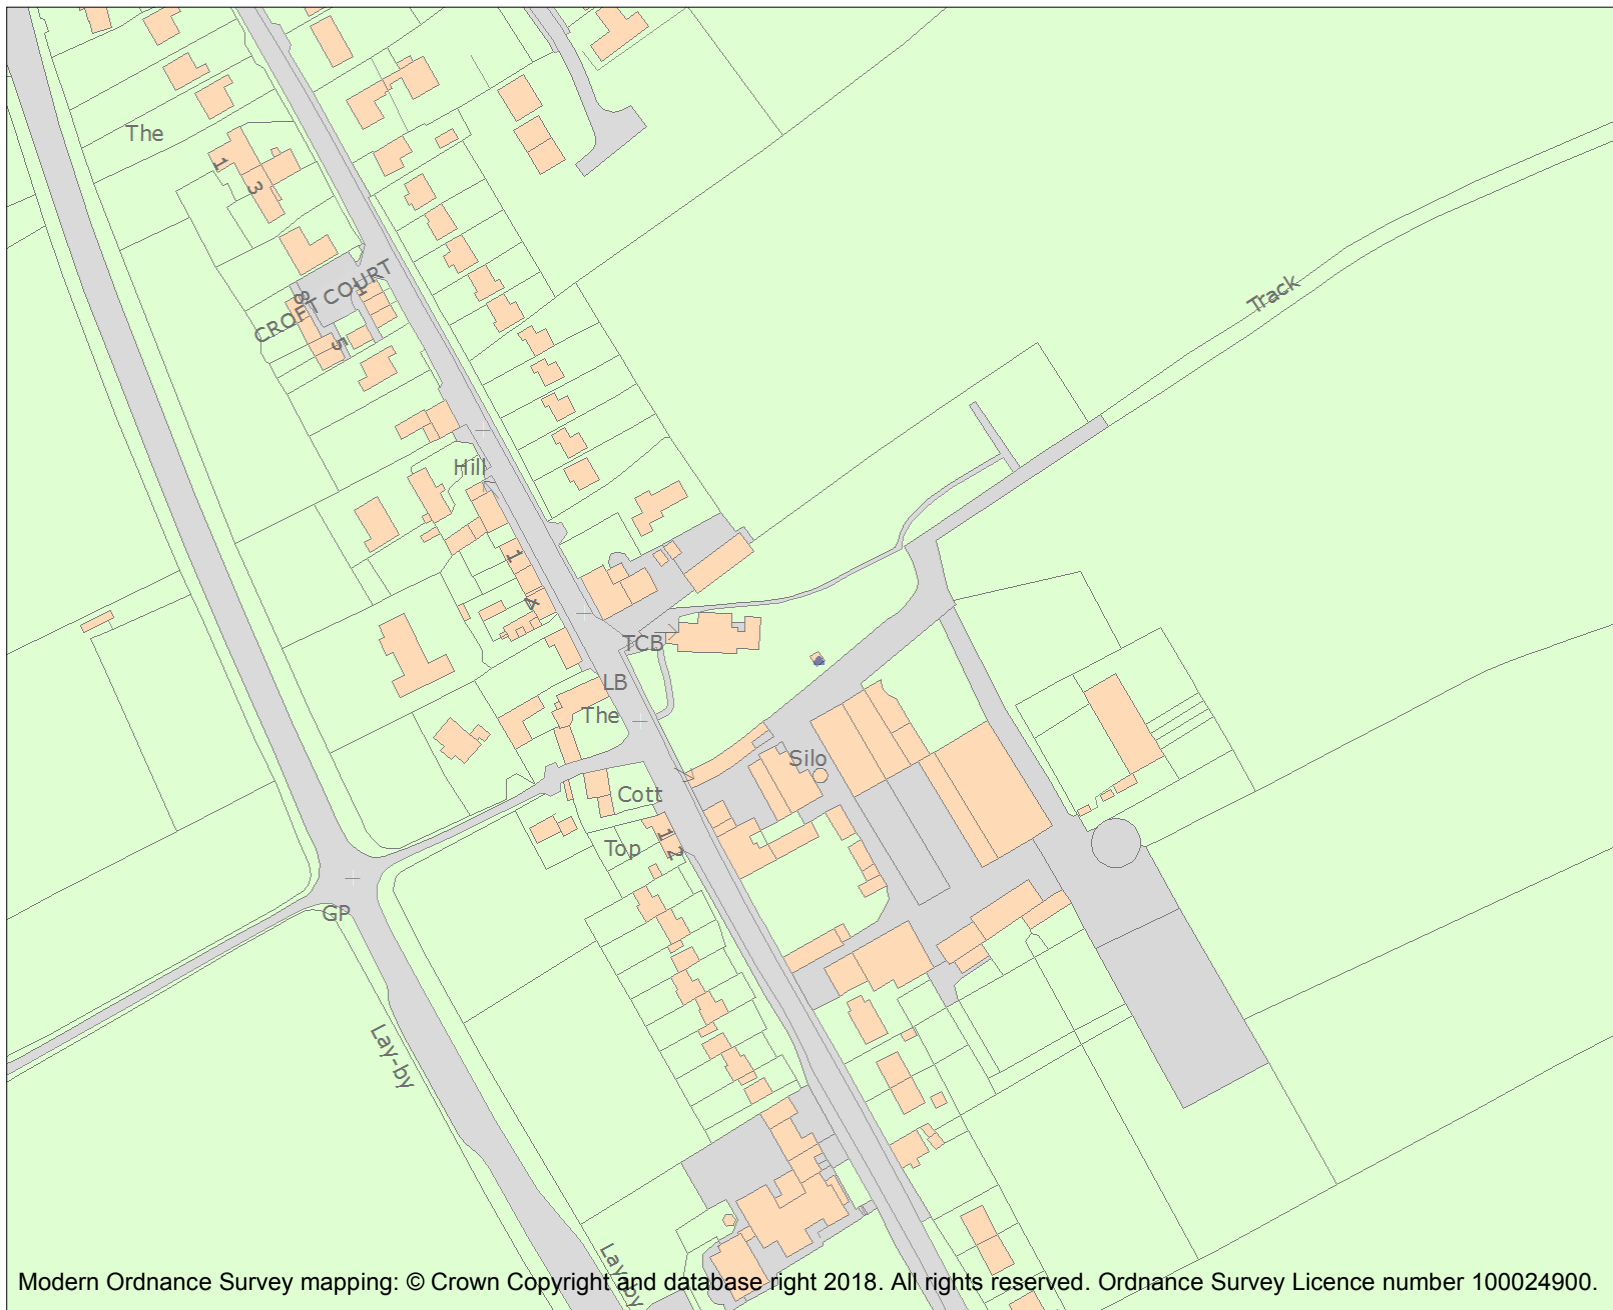 The
1
3
CROFT COURT
8
1
5
Track
Hill
1
4
TCB
LB
The
Silo
Cott
1
2
Top
GP
Lay-by
Lay-by
Modern Ordnance Survey mapping: © Crown Copyright and database right 2018. All rights reserved. Ordnance Survey Licence number 100024900.